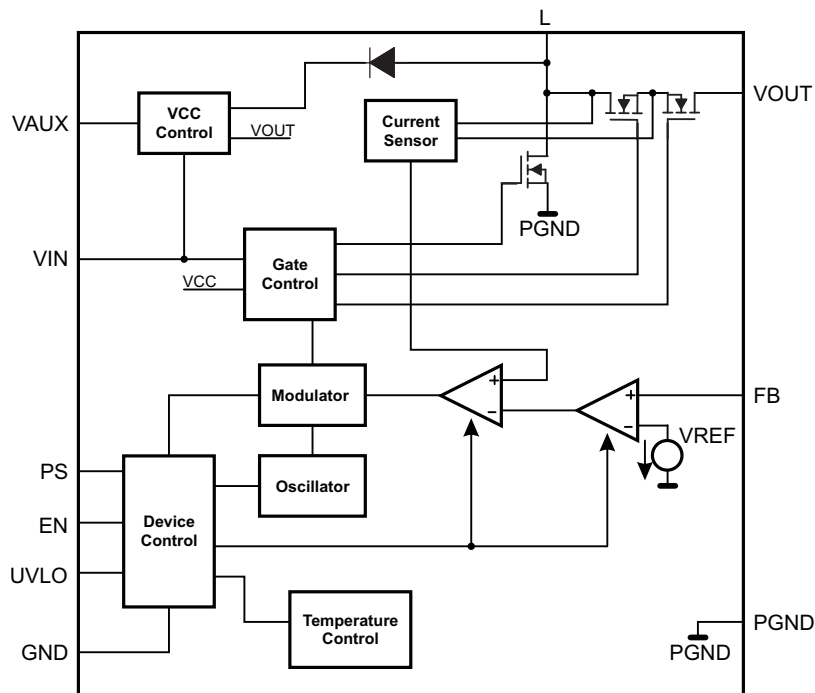 L
VAUX
VCC
Control
VOUT
Current
Sensor
VOUT
PGND
VIN
VCC
Gate
Control
Modulator
+
−
+
−
FB
VREF
PS
EN
UVLO
GND
Device
Control
Oscillator
Temperature
Control
PGND
PGND